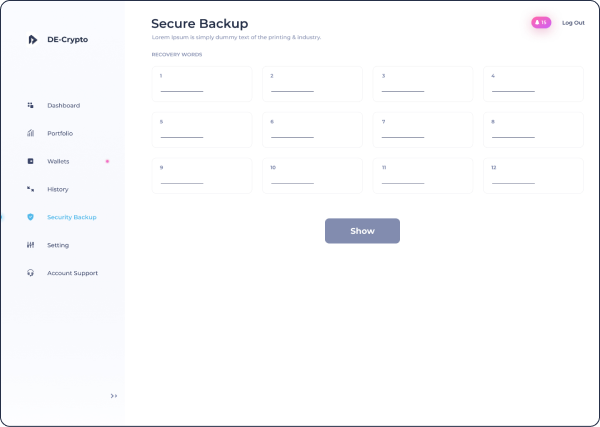 DE-Crypto
Dashboard
Portfolio
Wallets
History
Security Backup
Setting
Account Support
Secure Backup
Lorem Ipsum is simply dummy text of the printing & industry.
15
Log Out
RECOVERY WORDS
1
2
3
4
5
6
7
8
9
10
11
12
Show